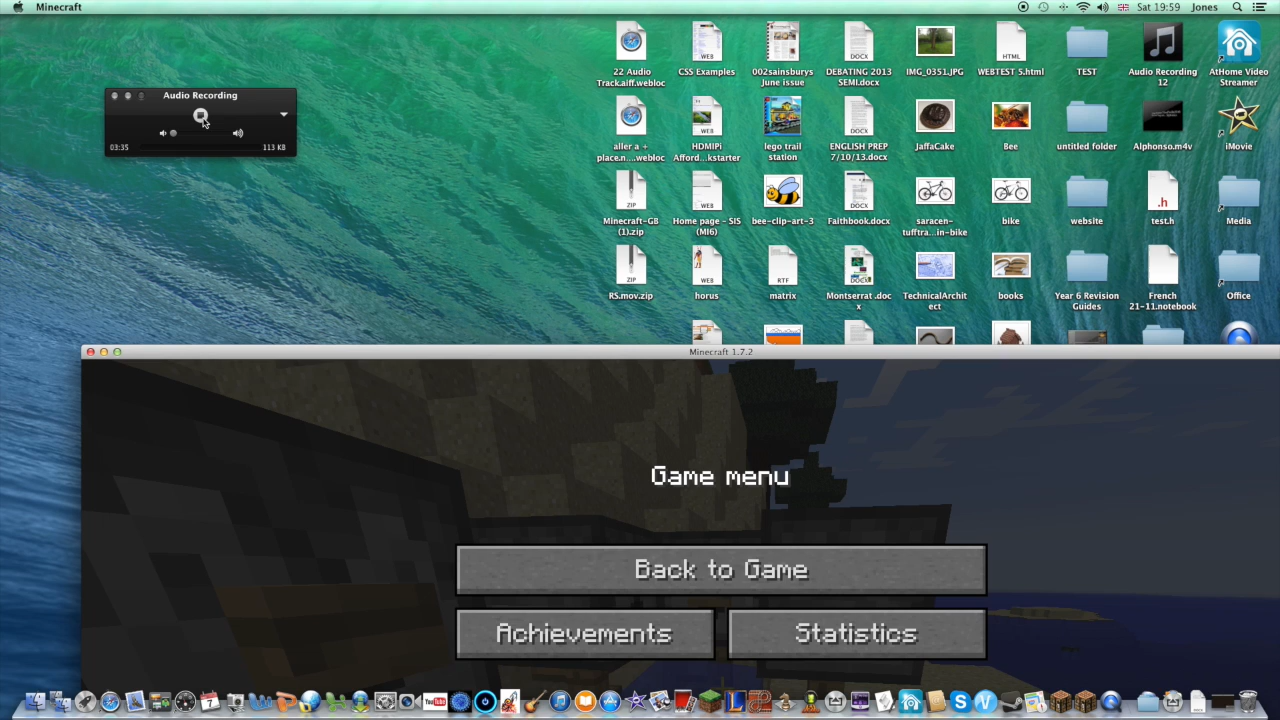 Minecraft
Sat 19:59 Jones
Audio Recording
03:35 113 KB
22 Audio
Track.aiff.webloc
CSS Examples
002sainsburys
June issue
DEBATING 2013
SEMI.docx
IMG_0351.JPG
WEBTEST 5.html
TEST
Audio Recording
12
AtHome Video
Streamer
aller a +
place.n....webloc
HDMIPi
Afford...kstarter
lego trail
station
ENGLISH PREP
7/10/13.docx
JaffaCake
Bee
untitled folder
Alphonso.m4v
iMovie
Minecraft-GB
(1).zip
Home page - SIS
(MI6)
bee-clip-art-3
Faithbook.docx
saracen-
tufftra...in-bike
bike
website
test.h
Media
RS.mov.zip
horus
matrix
Montserrat .doc
x
TechnicalArchit
ect
books
Year 6 Revision
Guides
French
21-11.notebook
Office
Minecraft 1.7.2
Game menu
Back to Game
Achievements Statistics